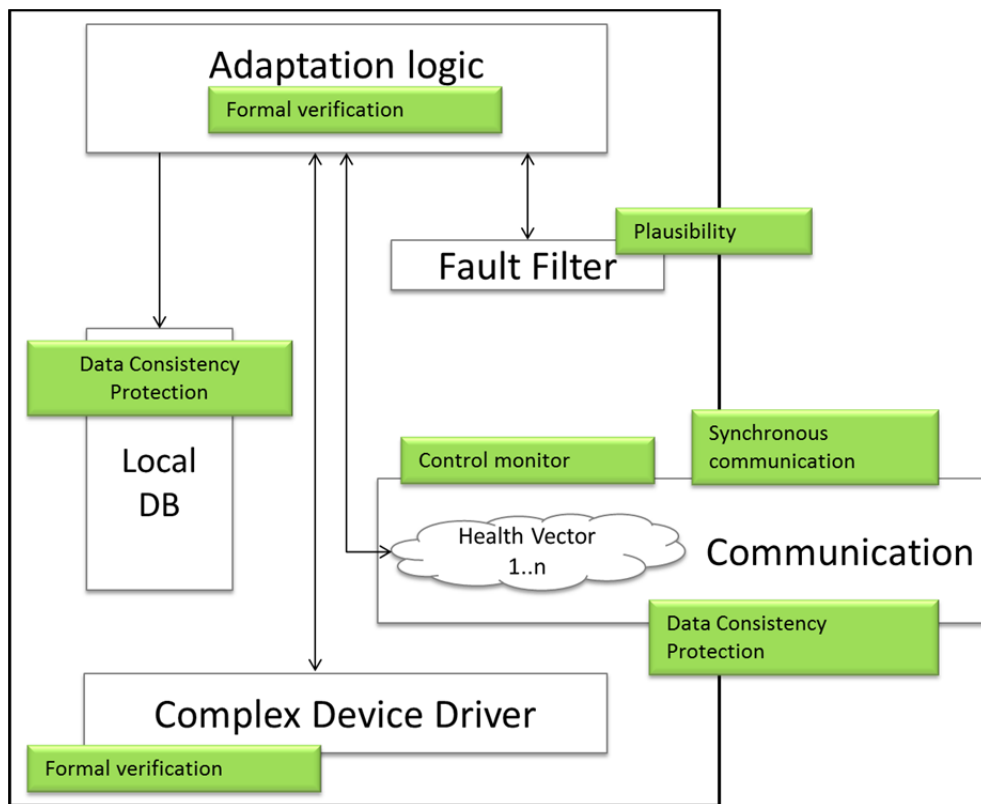 Adaptation logic
Formal verification
Plausibility
Fault Filter
Data Consistency
Protection
Local
DB
Control monitor
Synchronous
communication
Health Vector
1..n
Communication
Data Consistency
Protection
Complex Device Driver
Formal verification